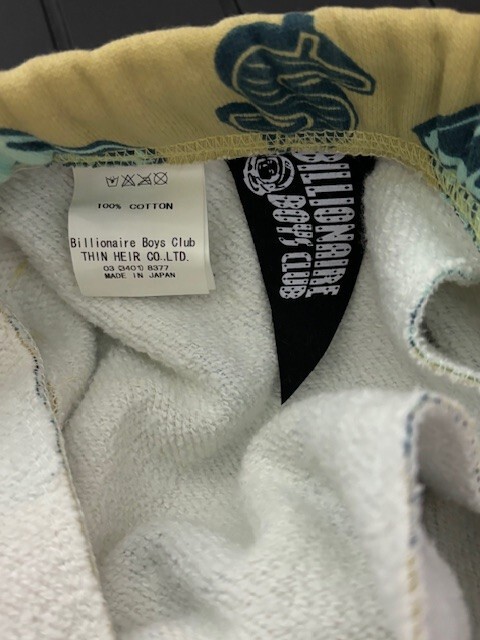 100% COTTON
Billionaire Boys Club
THIN HEIR CO.,LTD.
03 (3401) 8377
MADE IN JAPAN
BILLIONAIRE
BOYS CLUB